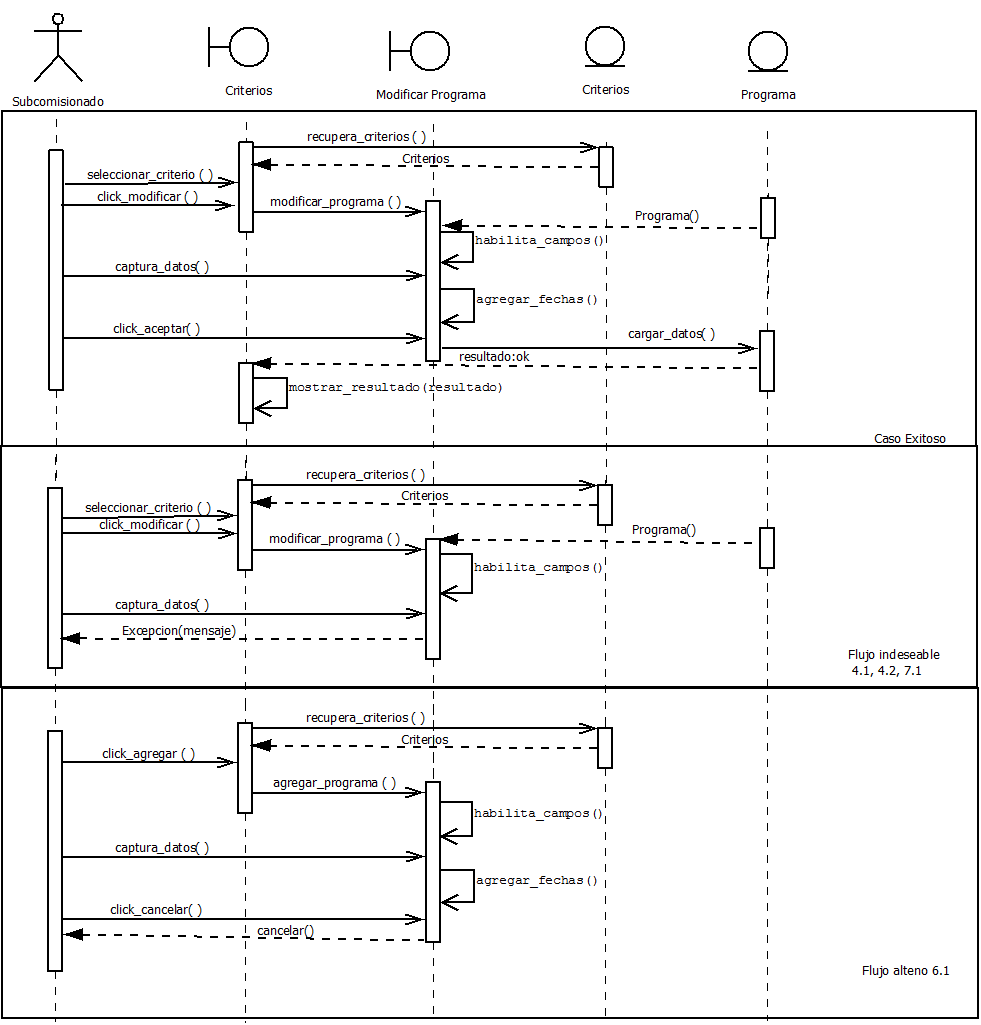 Subcomisionado
Criterios
Modificar Programa
Criterios
Programa
recupera_criterios ( )
Criterios
seleccionar_criterio ( )
click_modificar ( )
modificar_programa ( )
Programa()
habilita_campos()
captura_datos( )
agregar_fechas()
click_aceptar( )
cargar_datos( )
resultado:ok
mostrar_resultado(resultado)
Caso Exitoso
recupera_criterios ( )
Criterios
seleccionar_criterio ( )
click_modificar ( )
Programa()
modificar_programa ( )
habilita_campos()
captura_datos( )
Excepcion(mensaje)
Flujo indeseable
4.1, 4.2, 7.1
recupera_criterios ( )
Criterios
click_agregar ( )
agregar_programa ( )
habilita_campos()
captura_datos( )
agregar_fechas()
click_cancelar( )
cancelar()
Flujo alteno 6.1